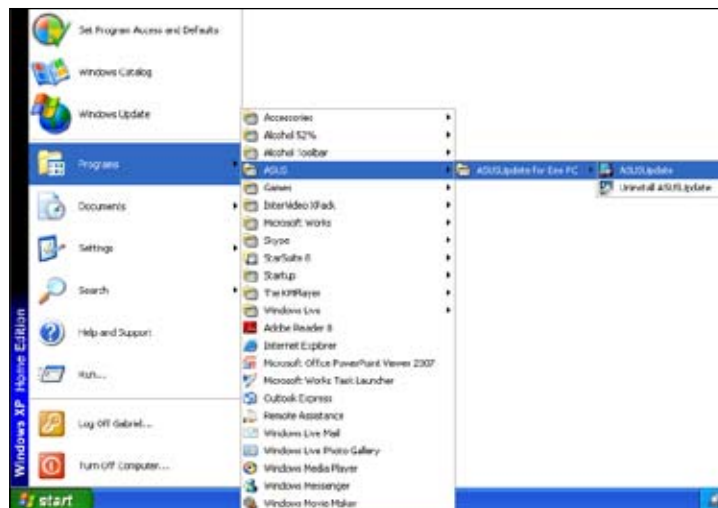 Set Program Access and Defaults
Windows Catalog
Windows Update
Programs
Documents
Settings
Search
Help and Support
Run...
Log Off Gabriel...
Turn Off Computer...
Windows XP Home Edition
start
Accessories
Alcohol 52%
Alcohol Toolbar
ASUS
Games
InterVideo XPack
Microsoft Works
Skype
StarSuite 8
Startup
The KMPlayer
Windows Live
Adobe Reader 8
Internet Explorer
Microsoft Office PowerPoint Viewer 2007
Microsoft Works Task Launcher
Outlook Express
Remote Assistance
Windows Live Mail
Windows Live Photo Gallery
Windows Media Player
Windows Messenger
Windows Movie Maker
ASUSUpdate for Eee PC
ASUSUpdate
Uninstall ASUSUpdate